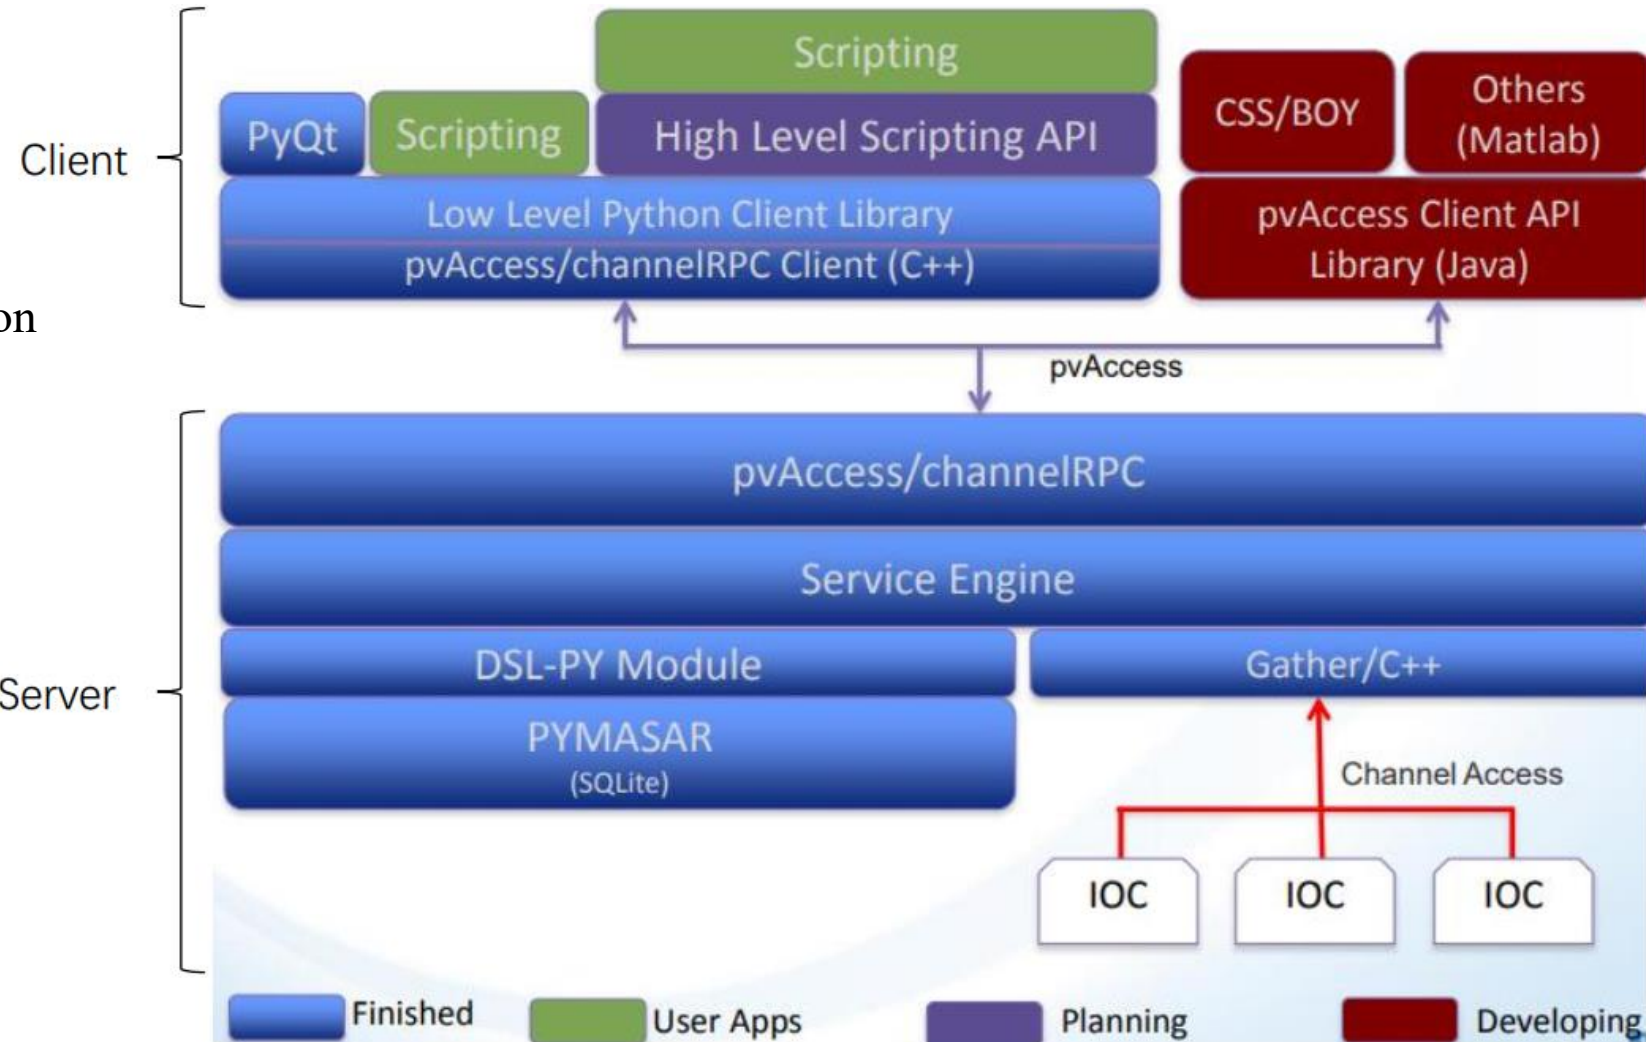 Client
Scripting
PyQt
Scripting
High Level Scripting API
CSS/BOY
Others
(Matlab)
Low Level Python Client Library
pvAccess/channelRPC Client (C++)
pvAccess Client API
Library (Java)
on
pvAccess
Server
pvAccess/channelRPC
Service Engine
DSL-PY Module
Gather/C++
PYMASAR
(SQLite)
Channel Access
IOC
IOC
IOC
Finished
User Apps
Planning
Developing